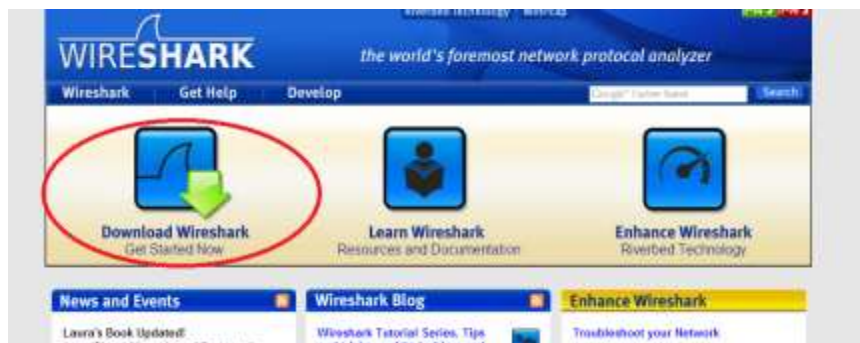 WIRESHARK
the world's foremost network protocol analyzer
Wireshark Get Help Develop
Search
Download Wireshark
Get Started Now
Learn Wireshark
Resources and Documentation
Enhance Wireshark
Riverbed Technology
News and Events
Wireshark Blog
Enhance Wireshark
Laura's Book Updated!
Wireshark Tutorial Series. Tips
Troubleshoot your Network